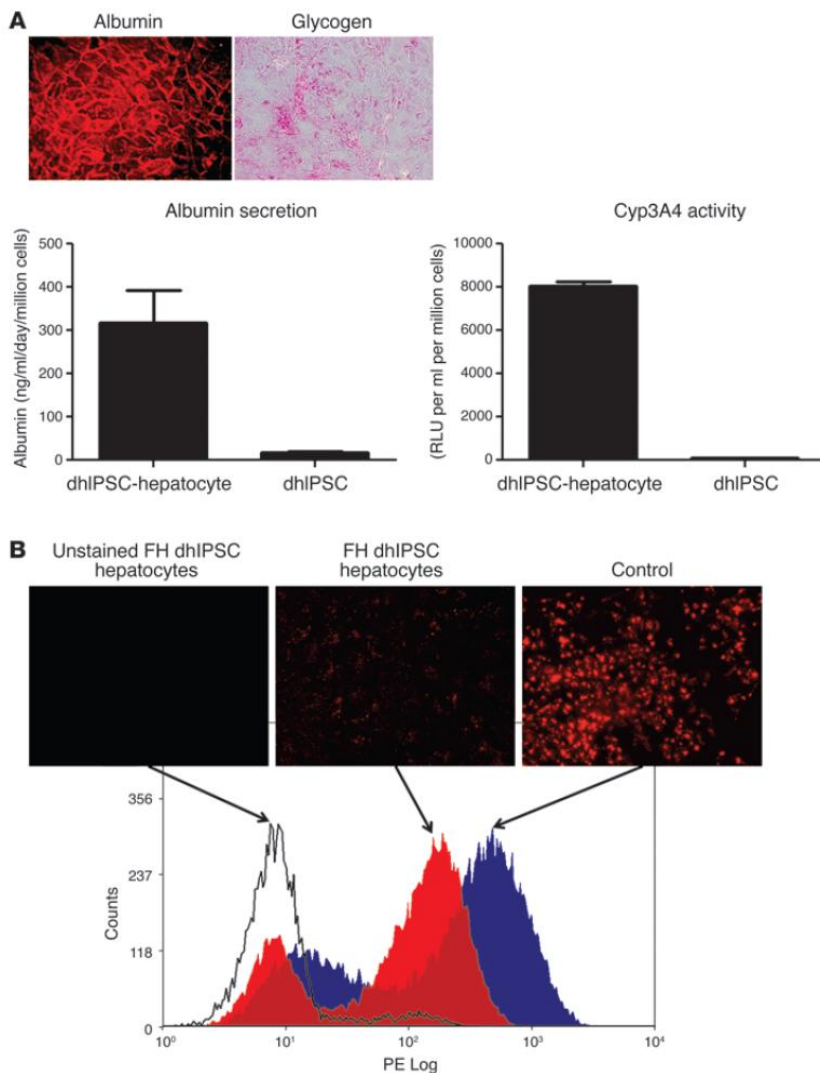 A
Albumin
Glycogen
Albumin secretion
Albumin (ng/ml/day/million cells)
500
400
300
200
100
0
dhIPSC-hepatocyte
dhIPSC
Cyp3A4 activity
(RLU per ml per million cells)
10000
8000
6000
4000
2000
0
dhIPSC-hepatocyte
dhIPSC
B
Unstained FH dhIPSC
hepatocytes
FH dhIPSC
hepatocytes
Control
Counts
356
237
118
0
10⁰
10¹
10²
10³
10⁴
PE Log